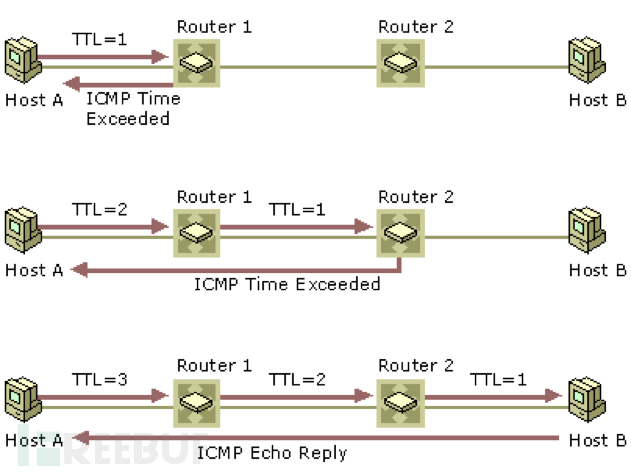 Router 1
Router 2
TTL=1
Host A
ICMP Time
Exceeded
Host B
Router 1
Router 2
TTL=2
TTL=1
Host A
Host B
ICMP Time Exceeded
Router 1
Router 2
TTL=3
TTL=2
TTL=1
Host A
Host B
ICMP Echo Reply
REEBUF